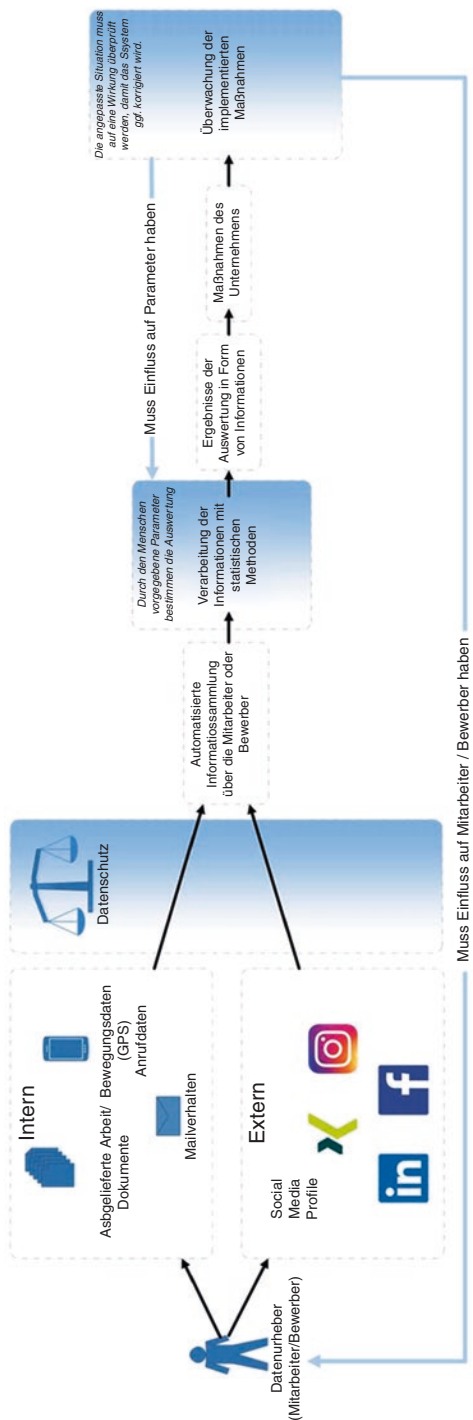 Datenurheber
(Mitarbeiter/Bewerber)
Intern
Asbgelieferte Arbeit/
Dokumente
Bewegungsdaten
(GPS)
Anrufdaten
Mailverhalten
Extern
Social
Media
Profile
in
f
Datenschutz
Automatisierte
Informatiossammlung
über die Mitarbeiter oder
Bewerber
Durch den Menschen
vorgegebene Parameter
bestimmen die Auswertung
Verarbeitung der
Informationen mit
statistischen
Methoden
Ergebnisse der
Auswertung in Form
von Informationen
Maßnahmen des
Unternehmens
Die angepasste Situation muss
auf eine Wirkung überprüft
werden, damit das Ssystem
ggf. korrigiert wird.
Überwachung der
implementierten
Maßnahmen
Muss Einfluss auf Parameter haben
Muss Einfluss auf Mitarbeiter / Bewerber haben